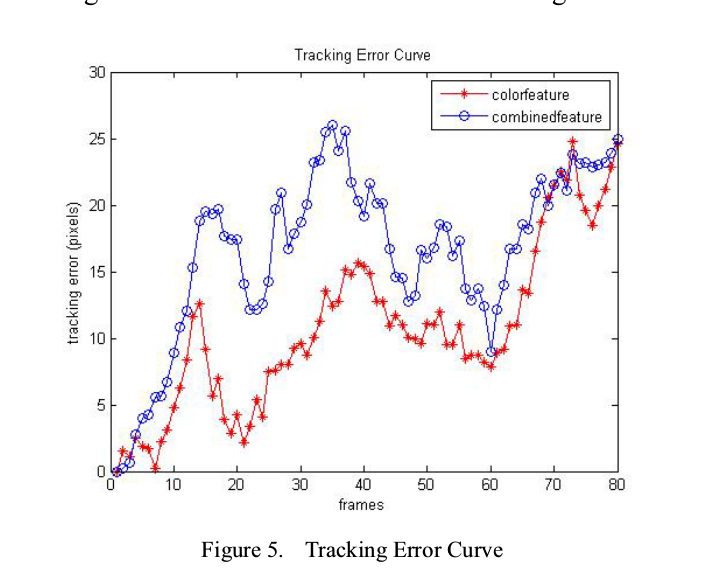 Tracking Error Curve
30
25
20
15
10
5
0
0 10 20 30 40 50 60 70 80
tracking error (pixels)
frames
colorfeature
combinedfeature
Figure 5. Tracking Error Curve